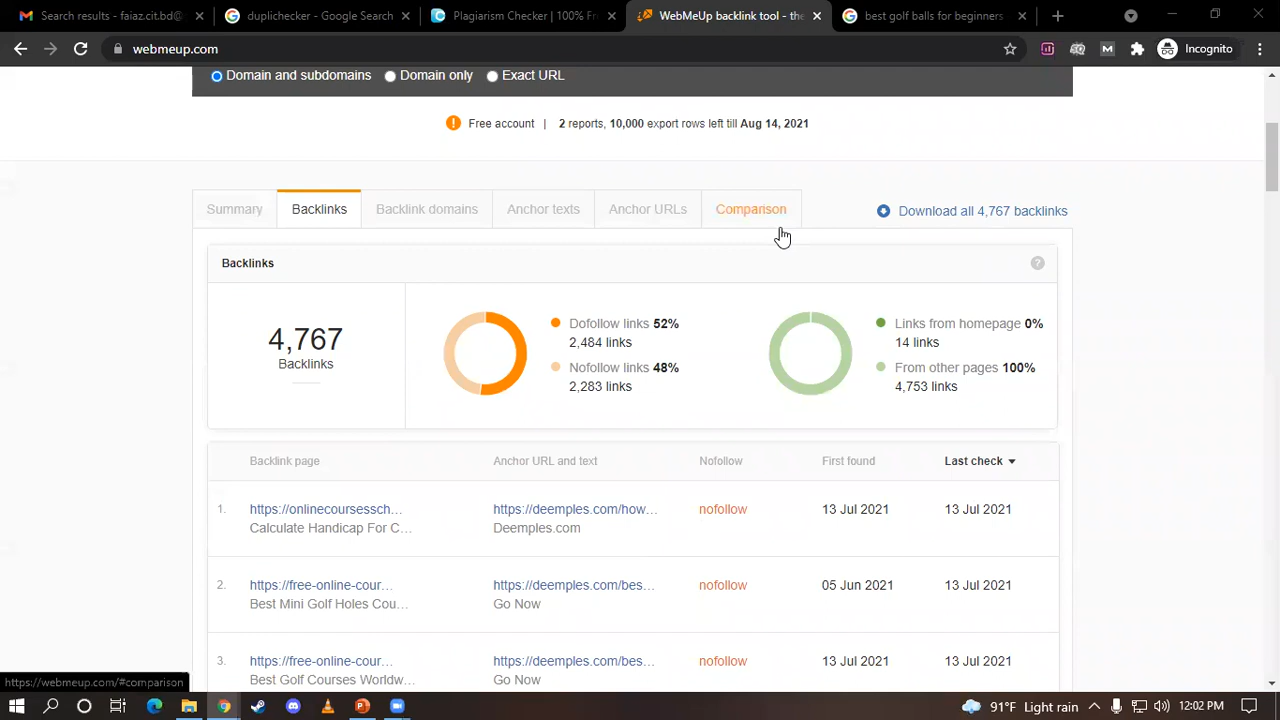 Search results - faiaz.cit.bd@
duplichecker - Google Search
Plagiarism Checker | 100% Fr
WebMeUp backlink tool - the
best golf balls for beginners
webmeup.com
Incognito
Domain and subdomains
Domain only
Exact URL
Free account | 2 reports, 10,000 export rows left till Aug 14, 2021
Summary
Backlinks
Backlink domains
Anchor texts
Anchor URLs
Comparison
Download all 4,767 backlinks
Backlinks
?
4,767
Backlinks
Dofollow links 52%
2,484 links
Nofollow links 48%
2,283 links
Links from homepage 0%
14 links
From other pages 100%
4,753 links
Backlink page
Anchor URL and text
Nofollow
First found
Last check
1.
https://onlinecoursessch...
Calculate Handicap For C...
https://deemples.com/how...
Deemples.com
nofollow
13 Jul 2021
13 Jul 2021
2.
https://free-online-cour...
Best Mini Golf Holes Cou...
https://deemples.com/bes...
Go Now
nofollow
05 Jun 2021
13 Jul 2021
3.
https://free-online-cour...
Best Golf Courses Worldw...
https://deemples.com/bes...
Go Now
nofollow
13 Jul 2021
13 Jul 2021
https://webmeup.com/#comparison
91°F Light rain
12:02 PM